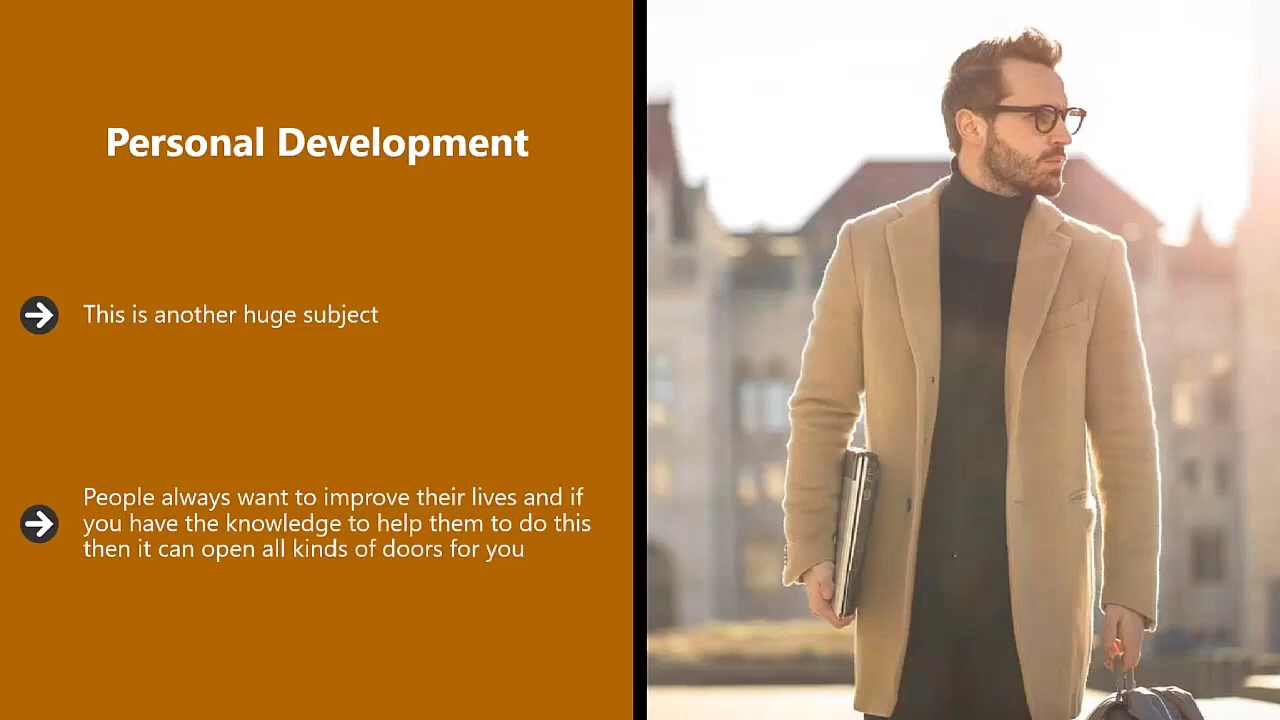 Personal Development
This is another huge subject
People always want to improve their lives and if
you have the knowledge to help them to do this
then it can open all kinds of doors for you